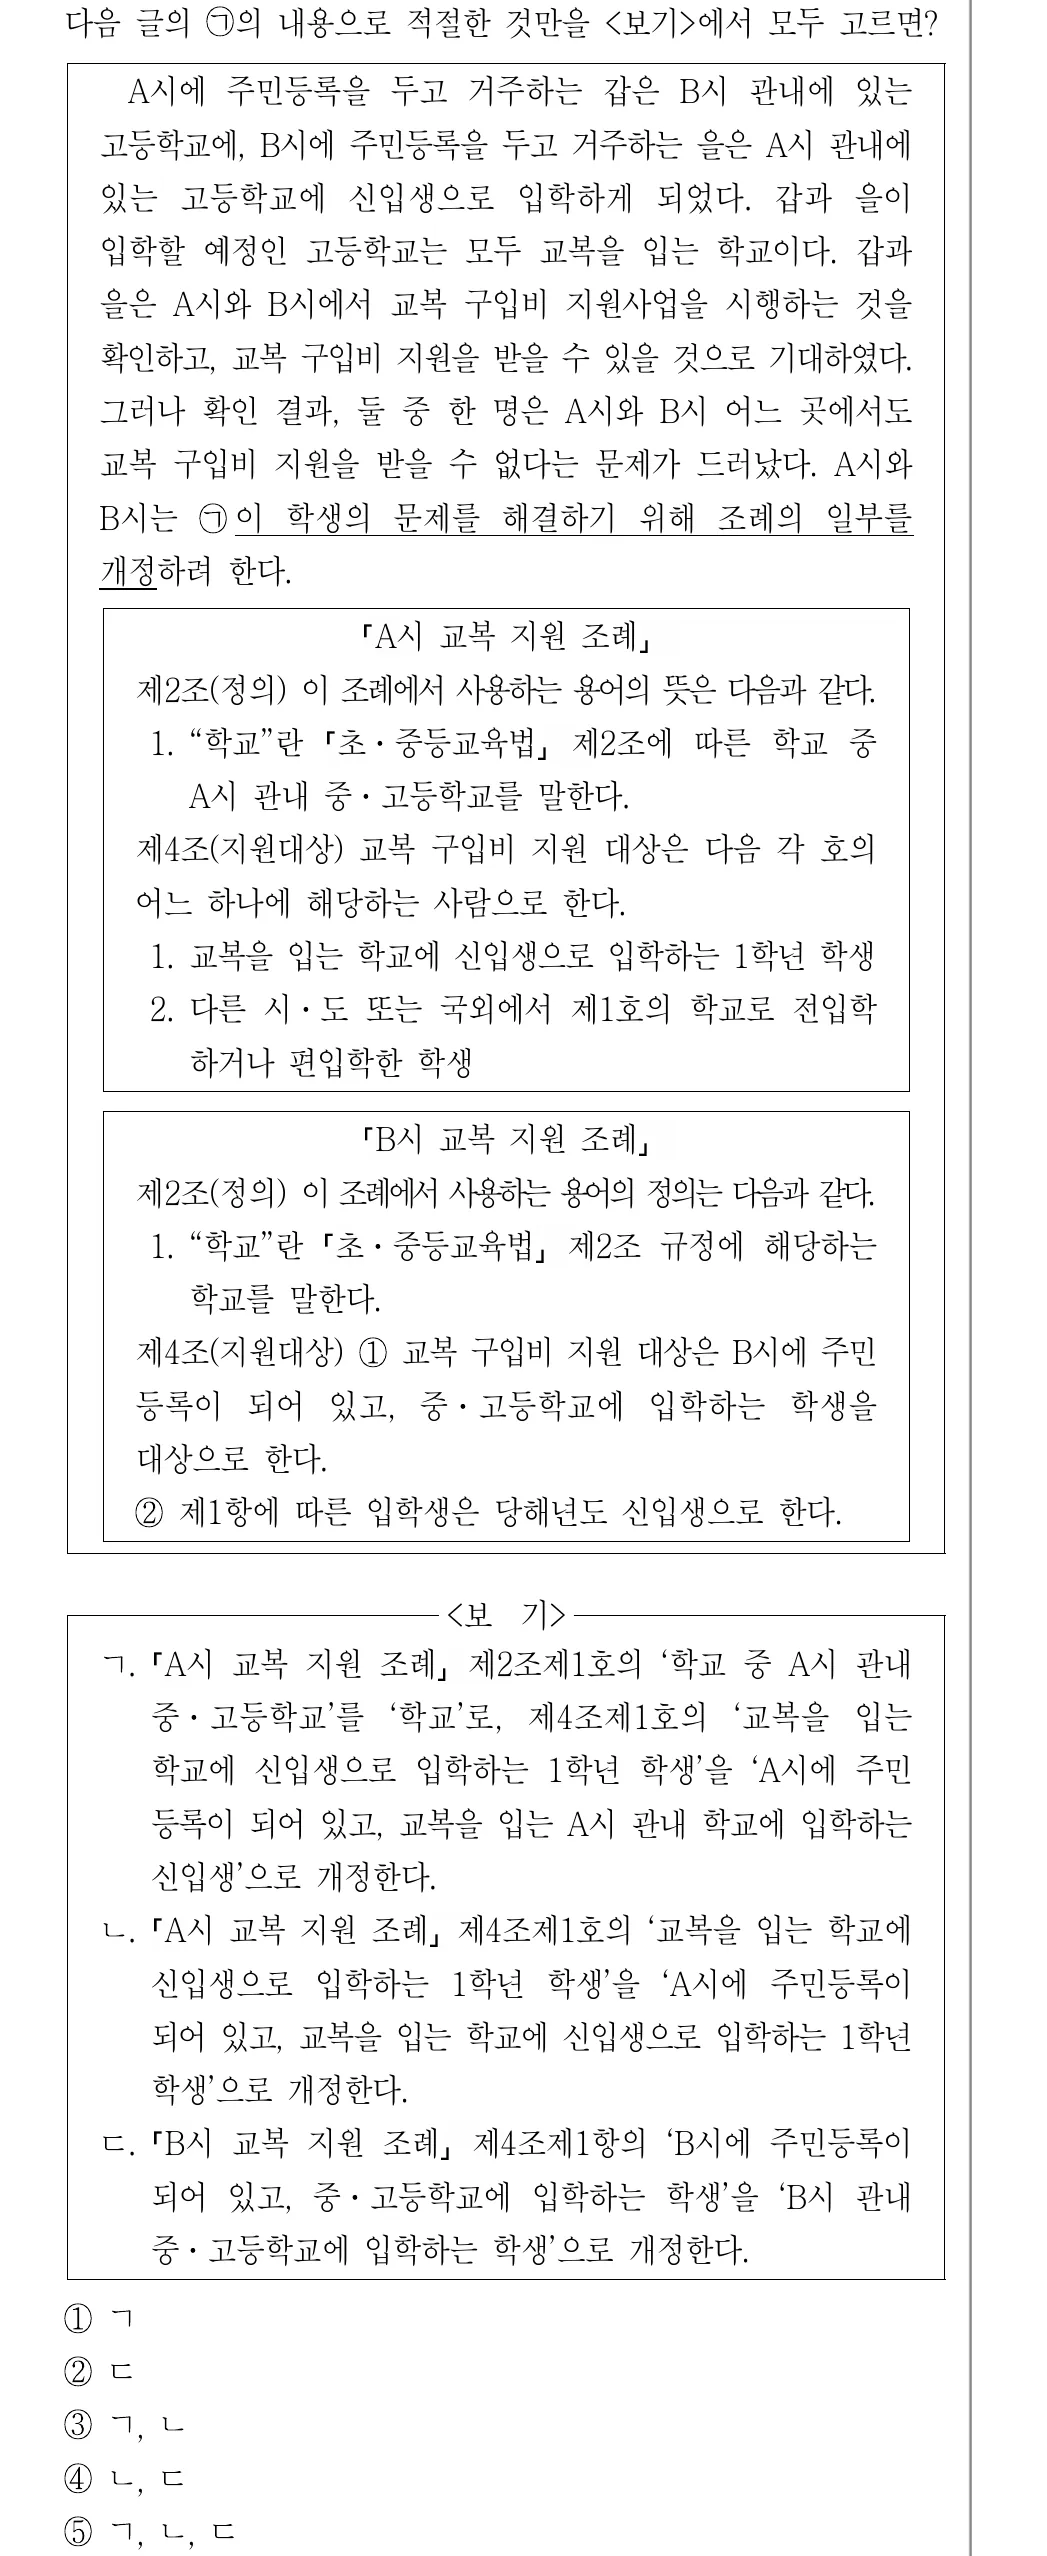 다음 글의 ㉠의 내용으로 적절한 것만을 <보기>에서 모두 고르면?
A시에 주민등록을 두고 거주하는 갑은 B시 관내에 있는
고등학교에, B시에 주민등록을 두고 거주하는 을은 A시 관내에
있는 고등학교에 신입생으로 입학하게 되었다. 갑과 을이
입학할 예정인 고등학교는 모두 교복을 입는 학교이다. 갑과
을은 A시와 B시에서 교복 구입비 지원사업을 시행하는 것을
확인하고, 교복 구입비 지원을 받을 수 있을 것으로 기대하였다.
그러나 확인 결과, 둘 중 한 명은 A시와 B시 어느 곳에서도
교복 구입비 지원을 받을 수 없다는 문제가 드러났다. A시와
B시는 ㉠이 학생의 문제를 해결하기 위해 조례의 일부를
개정하려 한다.
「A시 교복 지원 조례」
제2조(정의) 이 조례에서 사용하는 용어의 뜻은 다음과 같다.
1. “학교”란 「초·중등교육법」 제2조에 따른 학교 중
A시 관내 중·고등학교를 말한다.
제4조(지원대상) 교복 구입비 지원 대상은 다음 각 호의
어느 하나에 해당하는 사람으로 한다.
1. 교복을 입는 학교에 신입생으로 입학하는 1학년 학생
2. 다른 시·도 또는 국외에서 제1호의 학교로 전입학
하거나 편입학한 학생
「B시 교복 지원 조례」
제2조(정의) 이 조례에서 사용하는 용어의 정의는 다음과 같다.
1. “학교”란 「초·중등교육법」 제2조 규정에 해당하는
학교를 말한다.
제4조(지원대상) ① 교복 구입비 지원 대상은 B시에 주민
등록이 되어 있고, 중·고등학교에 입학하는 학생을
대상으로 한다.
② 제1항에 따른 입학생은 당해년도 신입생으로 한다.
<보 기>
ㄱ. 「A시 교복 지원 조례」 제2조제1호의 ‘학교 중 A시 관내
중·고등학교’를 ‘학교’로, 제4조제1호의 ‘교복을 입는
학교에 신입생으로 입학하는 1학년 학생’을 ‘A시에 주민
등록이 되어 있고, 교복을 입는 A시 관내 학교에 입학하는
신입생’으로 개정한다.
ㄴ. 「A시 교복 지원 조례」 제4조제1호의 ‘교복을 입는 학교에
신입생으로 입학하는 1학년 학생’을 ‘A시에 주민등록이
되어 있고, 교복을 입는 학교에 신입생으로 입학하는 1학년
학생’으로 개정한다.
ㄷ. 「B시 교복 지원 조례」 제4조제1항의 ‘B시에 주민등록이
되어 있고, 중·고등학교에 입학하는 학생’을 ‘B시 관내
중·고등학교에 입학하는 학생’으로 개정한다.
① ㄱ
② ㄷ
③ ㄱ, ㄴ
④ ㄴ, ㄷ
⑤ ㄱ, ㄴ, ㄷ